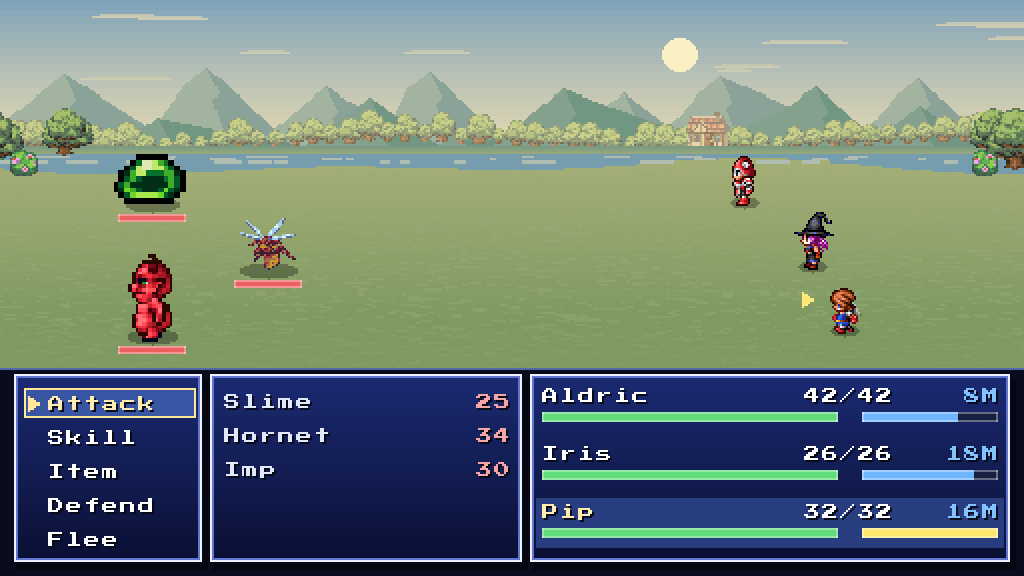 Attack
Skill
Item
Defend
Flee
Slime 25
Hornet 34
Imp 30
Aldric 42/42 8M
Iris 26/26 18M
Pip 32/32 16M